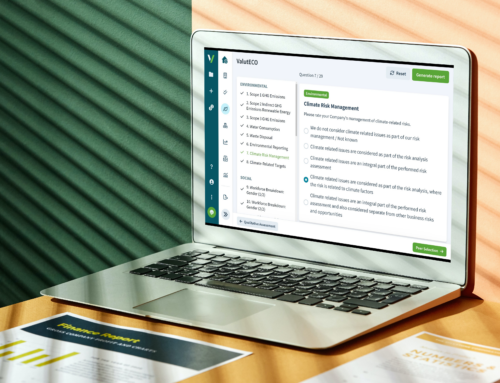 ValutECO
Question 7 / 20
Reset
Generate report
ENVIRONMENTAL
1. Scope 1 GHG Emissions
2. Scope 2 Indirect GHG
Emissions Renewable Energy
3. Scope 3 GHG Emissions
4. Water Consumption
5. Waste Disposal
6. Environmental Reporting
7. Climate Risk Management
8. Climate Related Targets
SOCIAL
9. Workforce Breakdown:
Gender (1/2)
10. Workforce Breakdown:
Gender (2/2)
Qualitative Assessment
Environmental
Climate Risk Management
Please rate your Company's management of climate related risks.
We do not consider climate related issues as part of our risk
management / Not known
Climate related issues are considered as part of the risk analysis
Climate related issues are an integral part of the performed risk
assessment
Climate related issues are considered as part of the risk analysis, where
the risk is related to climate factors
Climate related issues are an integral part of the performed risk
assessment and also considered separate from other business risks
and opportunities
Finance Report